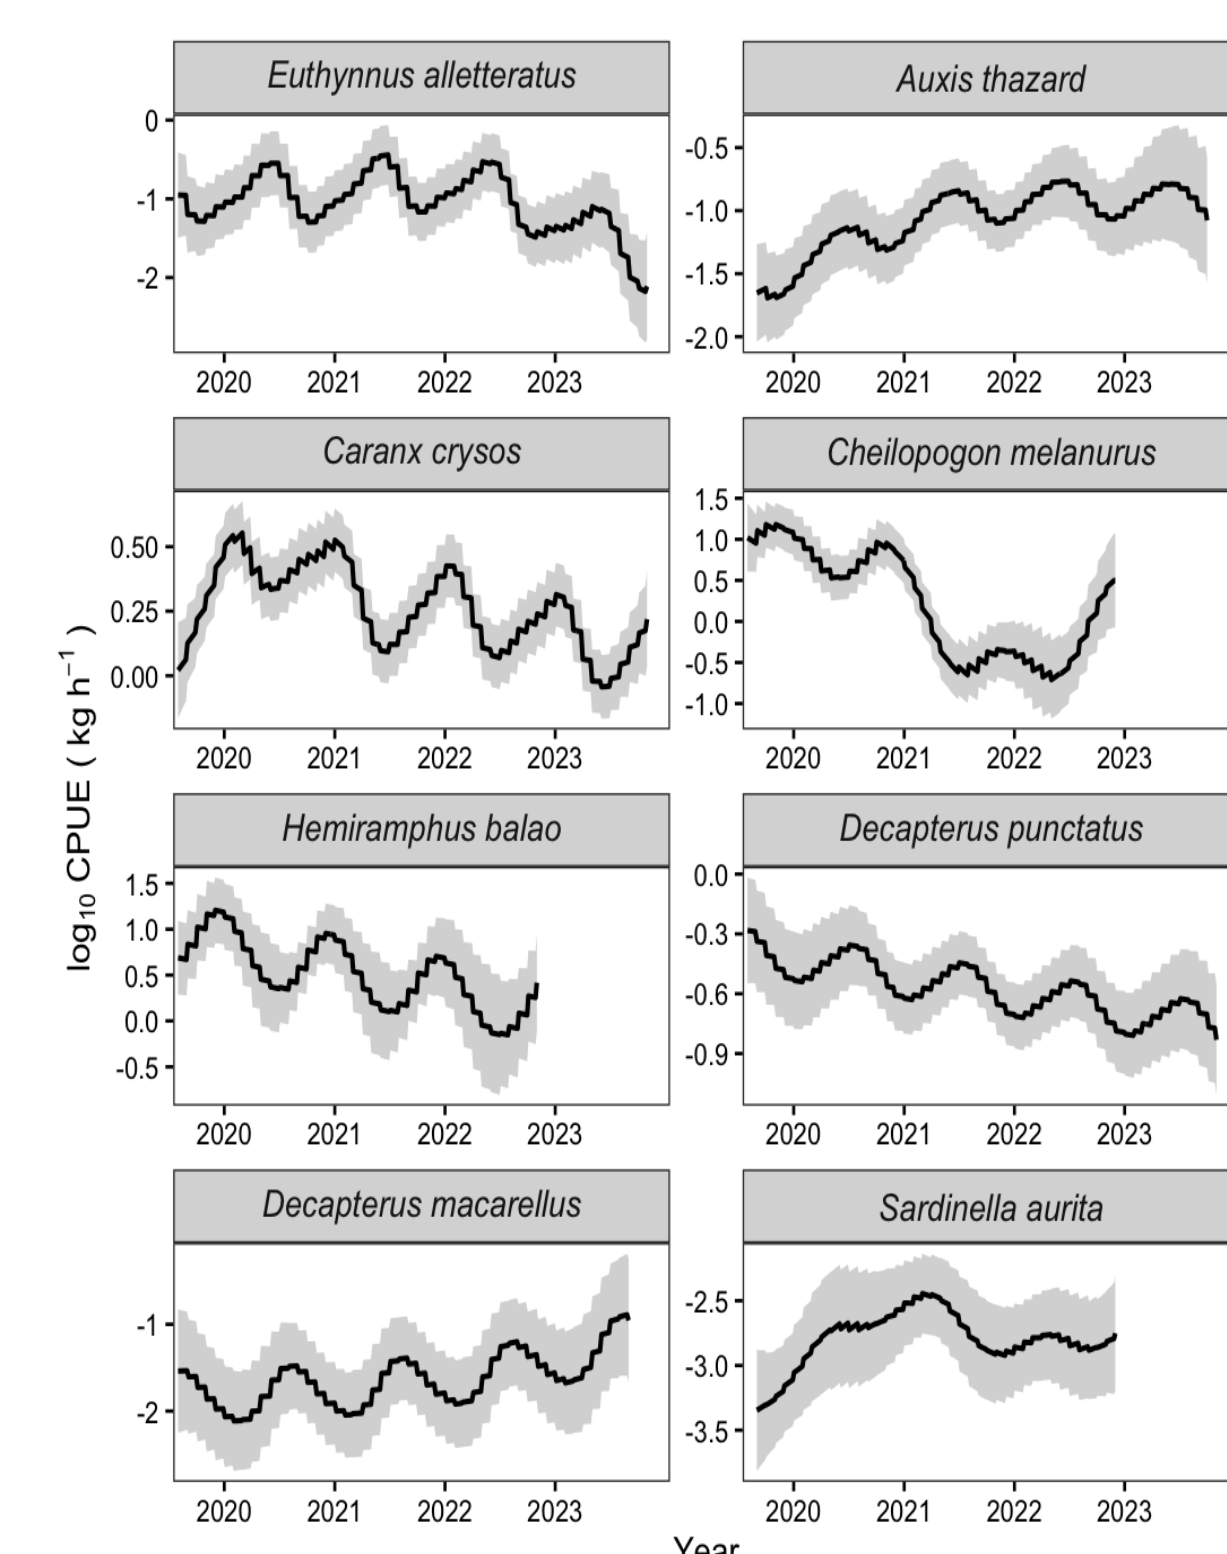 Euthynnus alletteratus
Auxis thazard
0
-1
-2
-0.5
-1.0
-1.5
-2.0
2020 2021 2022 2023
2020 2021 2022 2023
Caranx crysos
Cheilopogon melanurus
0.50
0.25
0.00
1.5
1.0
0.5
0.0
-0.5
-1.0
2020 2021 2022 2023
2020 2021 2022 2023
log10 CPUE ( kg h−1 )
Hemiramphus balao
Decapterus punctatus
1.5
1.0
0.5
0.0
-0.5
0.0
-0.3
-0.6
-0.9
2020 2021 2022 2023
2020 2021 2022 2023
Decapterus macarellus
Sardinella aurita
-1
-2
-2.5
-3.0
-3.5
2020 2021 2022 2023
2020 2021 2022 2023
Year